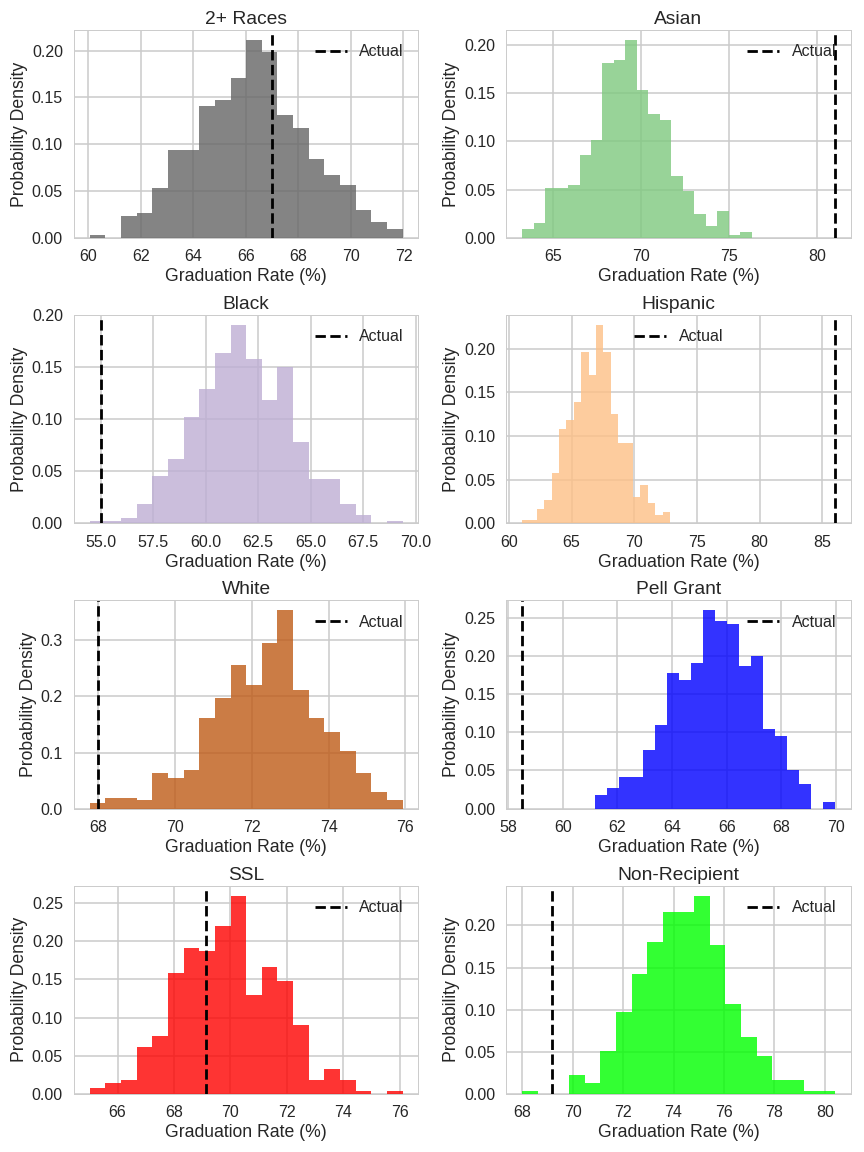 2+ Races
Actual
0.20
0.15
0.10
0.05
0.00
Probability Density
60 62 64 66 68 70 72
Graduation Rate (%)
Asian
Actual
0.20
0.15
0.10
0.05
0.00
Probability Density
65 70 75 80
Graduation Rate (%)
Black
Actual
0.20
0.15
0.10
0.05
0.00
Probability Density
55.0 57.5 60.0 62.5 65.0 67.5 70.0
Graduation Rate (%)
Hispanic
Actual
0.20
0.15
0.10
0.05
0.00
Probability Density
60 65 70 75 80 85
Graduation Rate (%)
White
Actual
0.3
0.2
0.1
0.0
Probability Density
68 70 72 74 76
Graduation Rate (%)
Pell Grant
Actual
0.25
0.20
0.15
0.10
0.05
0.00
Probability Density
58 60 62 64 66 68 70
Graduation Rate (%)
SSL
Actual
0.25
0.20
0.15
0.10
0.05
0.00
Probability Density
66 68 70 72 74 76
Graduation Rate (%)
Non-Recipient
Actual
0.20
0.15
0.10
0.05
0.00
Probability Density
68 70 72 74 76 78 80
Graduation Rate (%)